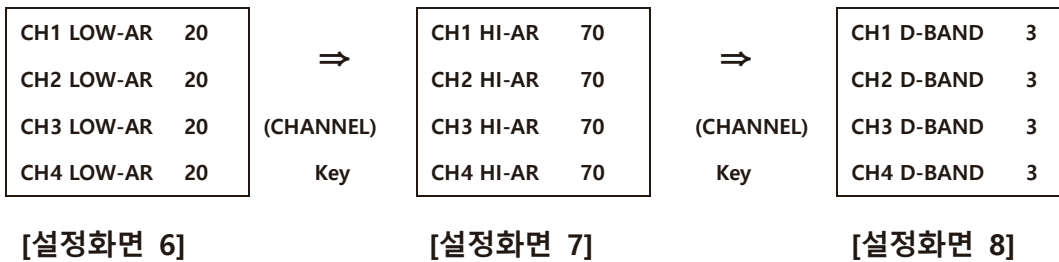 CH1 LOW-AR 20
CH2 LOW-AR 20
CH3 LOW-AR 20
CH4 LOW-AR 20
⇒
(CHANNEL)
Key
CH1 HI-AR 70
CH2 HI-AR 70
CH3 HI-AR 70
CH4 HI-AR 70
⇒
(CHANNEL)
Key
CH1 D-BAND 3
CH2 D-BAND 3
CH3 D-BAND 3
CH4 D-BAND 3
[설정화면 6]
[설정화면 7]
[설정화면 8]